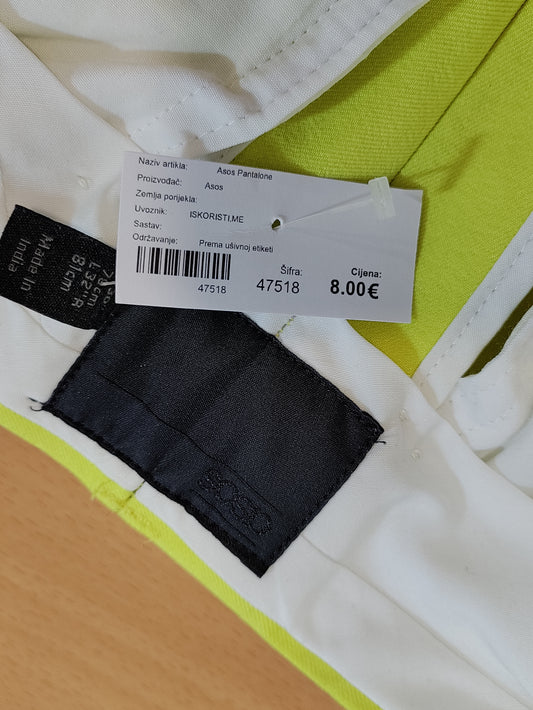 Naziv artikla: Asos Pantalone
Proizvođač: Asos
Zemlja porijekla:
Uvoznik: ISKORISTI,ME
Sastav:
Održavanje: Prema ušivnoj etiketi
Šifra: Cijena:
47518 47518 8.00€
L32"R
81cm
Made In
India
asos